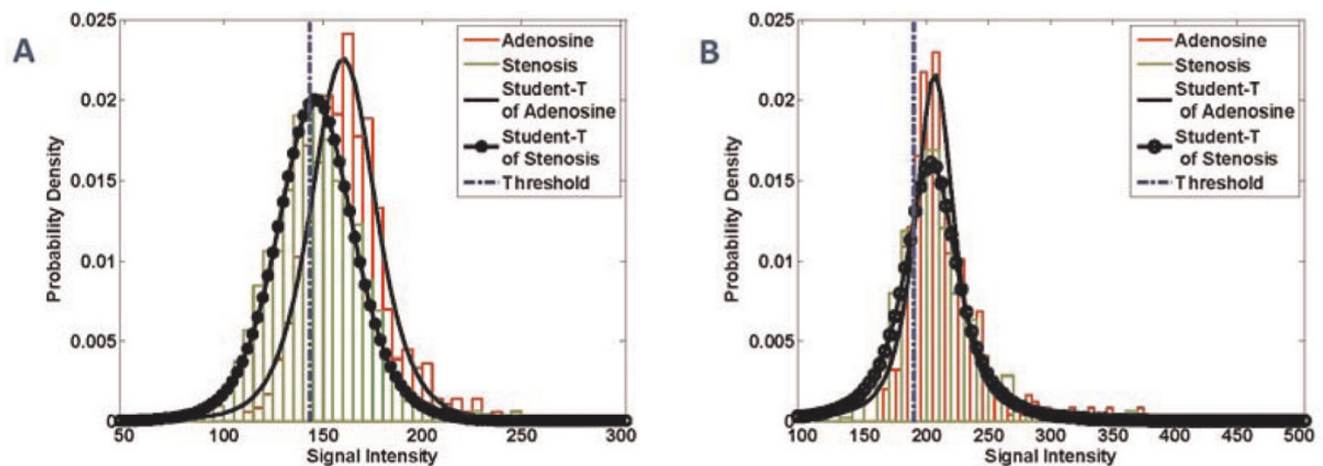 A
0.025
0.02
0.015
0.01
0.005
0
Probability Density
50 100 150 200 250 300
Signal Intensity
Adenosine
Stenosis
Student-T
of Adenosine
Student-T
of Stenosis
Threshold
B
0.025
0.02
0.015
0.01
0.005
0
Probability Density
100 150 200 250 300 350 400 450 500
Signal Intensity
Adenosine
Stenosis
Student-T
of Adenosine
Student-T
of Stenosis
Threshold